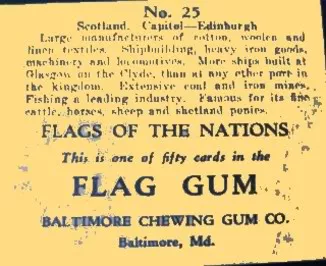 No. 25
Scotland. Capitol—Edinburgh
Large manufacturers of cotton, woolen and
linen textiles. Shipbuilding, heavy iron goods,
machinery and locomotives. More ships built at
Glasgow on the Clyde, than at any other port in
the kingdom. Extensive coal and iron mines.
Fishing a leading industry. Famous for its fine
cattle, horses, sheep and shetland ponies.
FLAGS OF THE NATIONS
This is one of fifty cards in the
FLAG GUM
BALTIMORE CHEWING GUM CO.
Baltimore, Md.